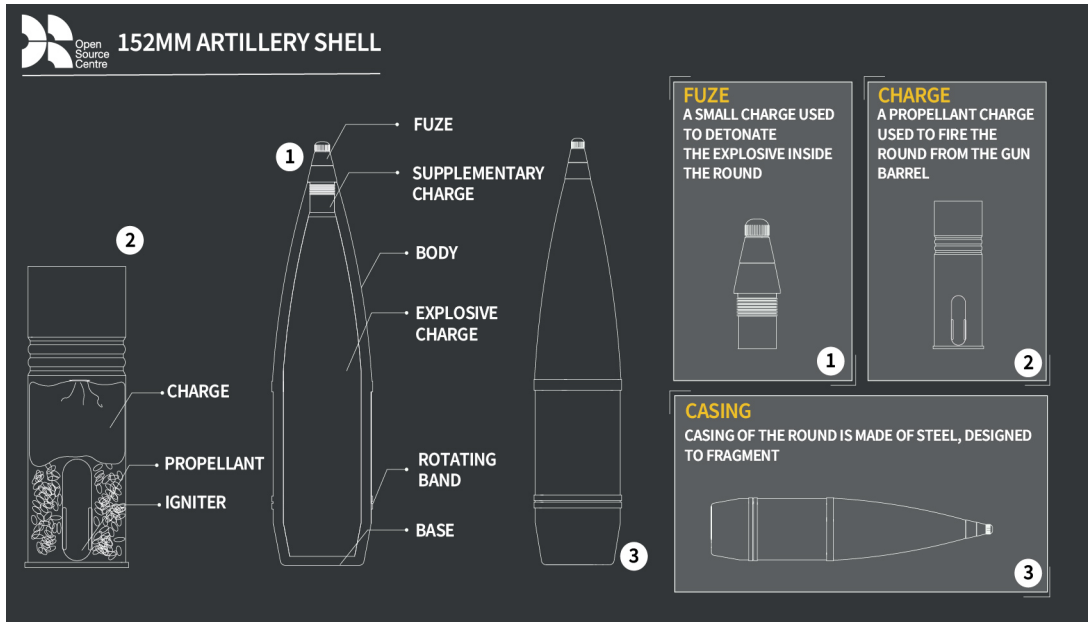 Open
Source
Centre
152MM ARTILLERY SHELL
1
FUZE
SUPPLEMENTARY
CHARGE
BODY
EXPLOSIVE
CHARGE
ROTATING
BAND
BASE
2
CHARGE
PROPELLANT
IGNITER
3
FUZE
A SMALL CHARGE USED
TO DETONATE
THE EXPLOSIVE INSIDE
THE ROUND
1
CHARGE
A PROPELLANT CHARGE
USED TO FIRE THE
ROUND FROM THE GUN
BARREL
2
CASING
CASING OF THE ROUND IS MADE OF STEEL, DESIGNED
TO FRAGMENT
3